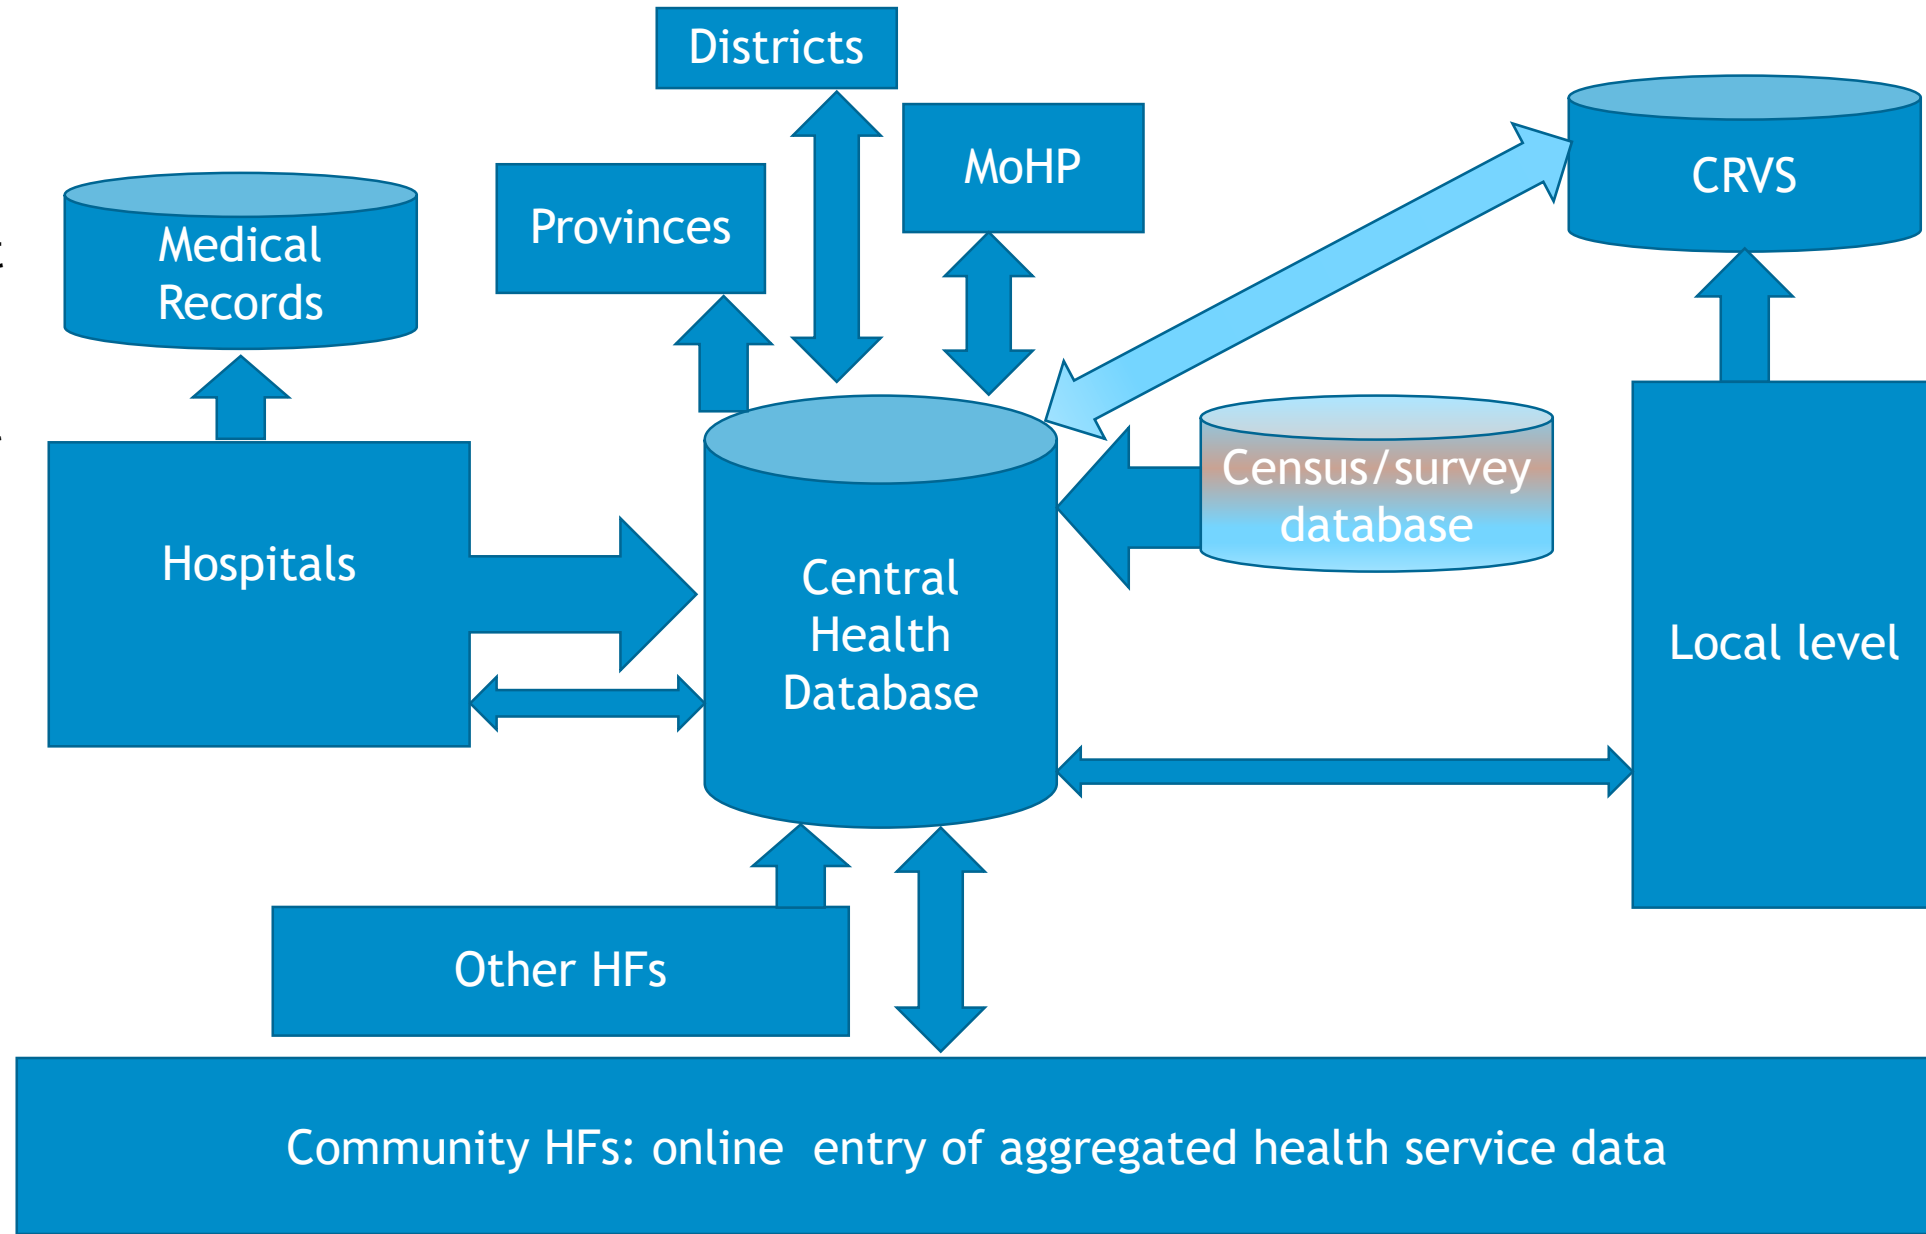 Districts
MoHP
CRVS
Provinces
Medical
Records
Census/survey
database
Hospitals
Central
Health
Database
Local level
Other HFs
Community HFs: online  entry of aggregated health service data